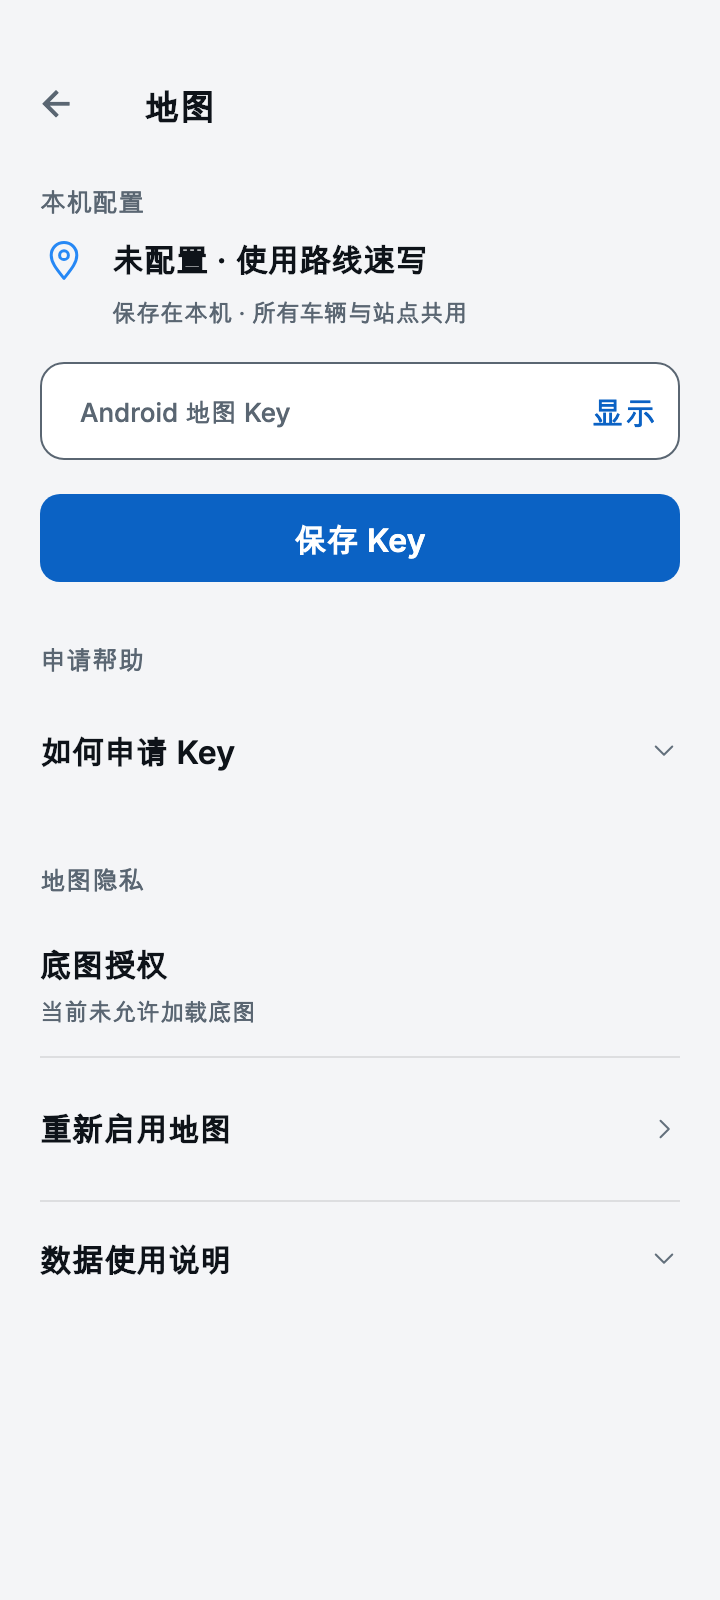 地图
本机配置
未配置 · 使用路线速写
保存在本机 · 所有车辆与站点共用
Android 地图 Key
显示
保存 Key
申请帮助
如何申请 Key
地图隐私
底图授权
当前未允许加载底图
重新启用地图
数据使用说明